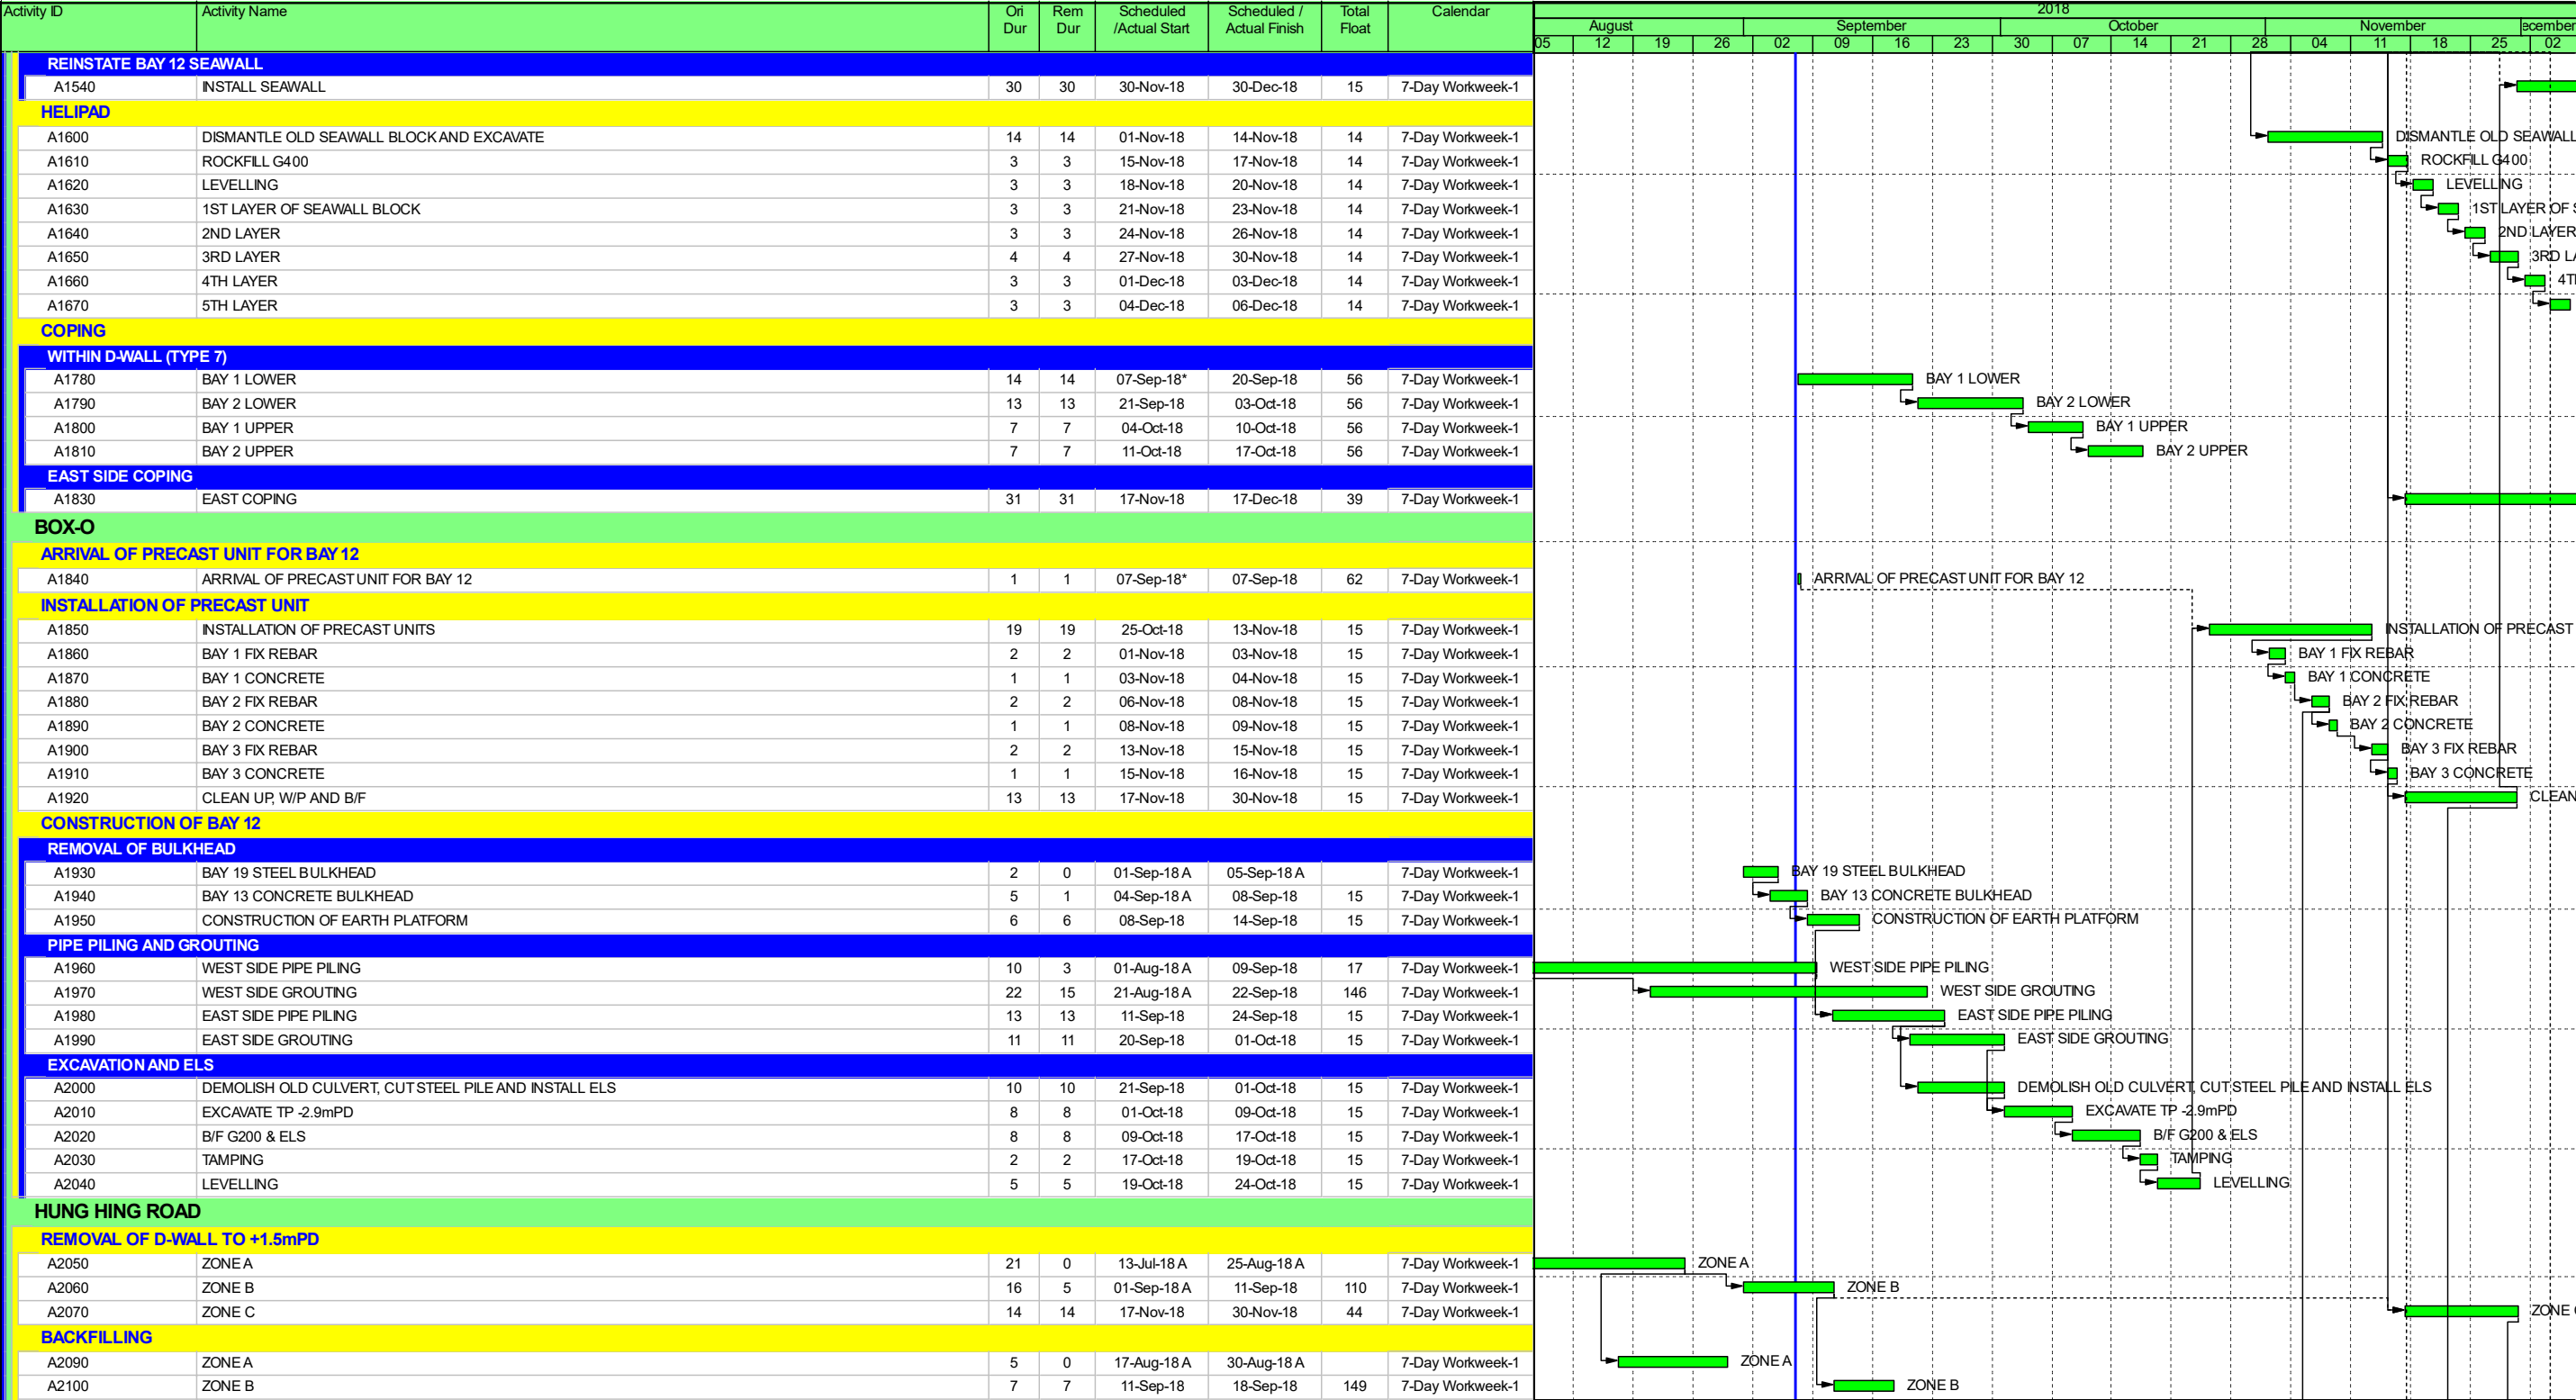 Activity ID Activity Name Ori Dur Rem Dur Scheduled /Actual Start Scheduled / Actual Finish Total Float Calendar
2018
August September October November ecember
05 12 19 26 02 09 16 23 30 07 14 21 28 04 11 18 25 02
REINSTATE BAY 12 SEAWALL
A1540 INSTALL SEAWALL 30 30 30-Nov-18 30-Dec-18 15 7-Day Workweek-1
HELIPAD
A1600 DISMANTLE OLD SEAWALL BLOCK AND EXCAVATE 14 14 01-Nov-18 14-Nov-18 14 7-Day Workweek-1 DISMANTLE OLD SEAWALL
A1610 ROCKFILL G400 3 3 15-Nov-18 17-Nov-18 14 7-Day Workweek-1 ROCKFILL G400
A1620 LEVELLING 3 3 18-Nov-18 20-Nov-18 14 7-Day Workweek-1 LEVELLING
A1630 1ST LAYER OF SEAWALL BLOCK 3 3 21-Nov-18 23-Nov-18 14 7-Day Workweek-1 1ST LAYER OF S
A1640 2ND LAYER 3 3 24-Nov-18 26-Nov-18 14 7-Day Workweek-1 2ND LAYER
A1650 3RD LAYER 4 4 27-Nov-18 30-Nov-18 14 7-Day Workweek-1 3RD LA
A1660 4TH LAYER 3 3 01-Dec-18 03-Dec-18 14 7-Day Workweek-1 4T
A1670 5TH LAYER 3 3 04-Dec-18 06-Dec-18 14 7-Day Workweek-1
COPING
WITHIN D-WALL (TYPE 7)
A1780 BAY 1 LOWER 14 14 07-Sep-18* 20-Sep-18 56 7-Day Workweek-1 BAY 1 LOWER
A1790 BAY 2 LOWER 13 13 21-Sep-18 03-Oct-18 56 7-Day Workweek-1 BAY 2 LOWER
A1800 BAY 1 UPPER 7 7 04-Oct-18 10-Oct-18 56 7-Day Workweek-1 BAY 1 UPPER
A1810 BAY 2 UPPER 7 7 11-Oct-18 17-Oct-18 56 7-Day Workweek-1 BAY 2 UPPER
EAST SIDE COPING
A1830 EAST COPING 31 31 17-Nov-18 17-Dec-18 39 7-Day Workweek-1
BOX-O
ARRIVAL OF PRECAST UNIT FOR BAY 12
A1840 ARRIVAL OF PRECAST UNIT FOR BAY 12 1 1 07-Sep-18* 07-Sep-18 62 7-Day Workweek-1 ARRIVAL OF PRECAST UNIT FOR BAY 12
INSTALLATION OF PRECAST UNIT
A1850 INSTALLATION OF PRECAST UNITS 19 19 25-Oct-18 13-Nov-18 15 7-Day Workweek-1 INSTALLATION OF PRECAST
A1860 BAY 1 FIX REBAR 2 2 01-Nov-18 03-Nov-18 15 7-Day Workweek-1 BAY 1 FIX REBAR
A1870 BAY 1 CONCRETE 1 1 03-Nov-18 04-Nov-18 15 7-Day Workweek-1 BAY 1 CONCRETE
A1880 BAY 2 FIX REBAR 2 2 06-Nov-18 08-Nov-18 15 7-Day Workweek-1 BAY 2 FIX REBAR
A1890 BAY 2 CONCRETE 1 1 08-Nov-18 09-Nov-18 15 7-Day Workweek-1 BAY 2 CONCRETE
A1900 BAY 3 FIX REBAR 2 2 13-Nov-18 15-Nov-18 15 7-Day Workweek-1 BAY 3 FIX REBAR
A1910 BAY 3 CONCRETE 1 1 15-Nov-18 16-Nov-18 15 7-Day Workweek-1 BAY 3 CONCRETE
A1920 CLEAN UP, W/P AND B/F 13 13 17-Nov-18 30-Nov-18 15 7-Day Workweek-1 CLEAN
CONSTRUCTION OF BAY 12
REMOVAL OF BULKHEAD
A1930 BAY 19 STEEL BULKHEAD 2 0 01-Sep-18 A 05-Sep-18 A 7-Day Workweek-1 BAY 19 STEEL BULKHEAD
A1940 BAY 13 CONCRETE BULKHEAD 5 1 04-Sep-18 A 08-Sep-18 15 7-Day Workweek-1 BAY 13 CONCRETE BULKHEAD
A1950 CONSTRUCTION OF EARTH PLATFORM 6 6 08-Sep-18 14-Sep-18 15 7-Day Workweek-1 CONSTRUCTION OF EARTH PLATFORM
PIPE PILING AND GROUTING
A1960 WEST SIDE PIPE PILING 10 3 01-Aug-18 A 09-Sep-18 17 7-Day Workweek-1 WEST SIDE PIPE PILING
A1970 WEST SIDE GROUTING 22 15 21-Aug-18 A 22-Sep-18 146 7-Day Workweek-1 WEST SIDE GROUTING
A1980 EAST SIDE PIPE PILING 13 13 11-Sep-18 24-Sep-18 15 7-Day Workweek-1 EAST SIDE PIPE PILING
A1990 EAST SIDE GROUTING 11 11 20-Sep-18 01-Oct-18 15 7-Day Workweek-1 EAST SIDE GROUTING
EXCAVATION AND ELS
A2000 DEMOLISH OLD CULVERT, CUT STEEL PILE AND INSTALL ELS 10 10 21-Sep-18 01-Oct-18 15 7-Day Workweek-1 DEMOLISH OLD CULVERT, CUT STEEL PILE AND INSTALL ELS
A2010 EXCAVATE TP -2.9mPD 8 8 01-Oct-18 09-Oct-18 15 7-Day Workweek-1 EXCAVATE TP -2.9mPD
A2020 B/F G200 & ELS 8 8 09-Oct-18 17-Oct-18 15 7-Day Workweek-1 B/F G200 & ELS
A2030 TAMPING 2 2 17-Oct-18 19-Oct-18 15 7-Day Workweek-1 TAMPING
A2040 LEVELLING 5 5 19-Oct-18 24-Oct-18 15 7-Day Workweek-1 LEVELLING
HUNG HING ROAD
REMOVAL OF D-WALL TO +1.5mPD
A2050 ZONE A 21 0 13-Jul-18 A 25-Aug-18 A 7-Day Workweek-1 ZONE A
A2060 ZONE B 16 5 01-Sep-18 A 11-Sep-18 110 7-Day Workweek-1 ZONE B
A2070 ZONE C 14 14 17-Nov-18 30-Nov-18 44 7-Day Workweek-1 ZONE C
BACKFILLING
A2090 ZONE A 5 0 17-Aug-18 A 30-Aug-18 A 7-Day Workweek-1 ZONE A
A2100 ZONE B 7 7 11-Sep-18 18-Sep-18 149 7-Day Workweek-1 ZONE B